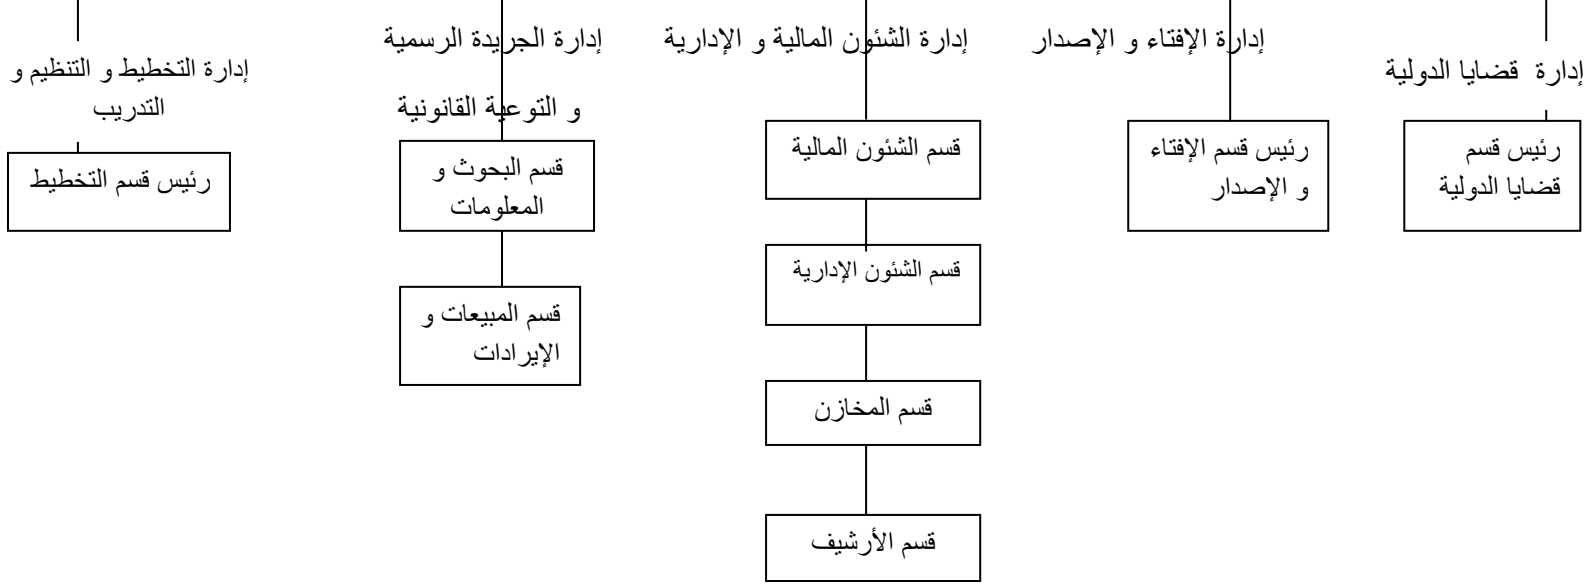 إدارة قضايا الدولية
رئيس قسم
قضايا الدولية
إدارة الإفتاء و الإصدار
رئيس قسم الإفتاء
و الإصدار
إدارة الشئون المالية و الإدارية
قسم الشئون المالية
قسم الشئون الإدارية
قسم المخازن
قسم الأرشيف
إدارة الجريدة الرسمية
و التوعية القانونية
قسم البحوث و
المعلومات
قسم المبيعات و
الإيرادات
إدارة التخطيط و التنظيم و
التدريب
رئيس قسم التخطيط